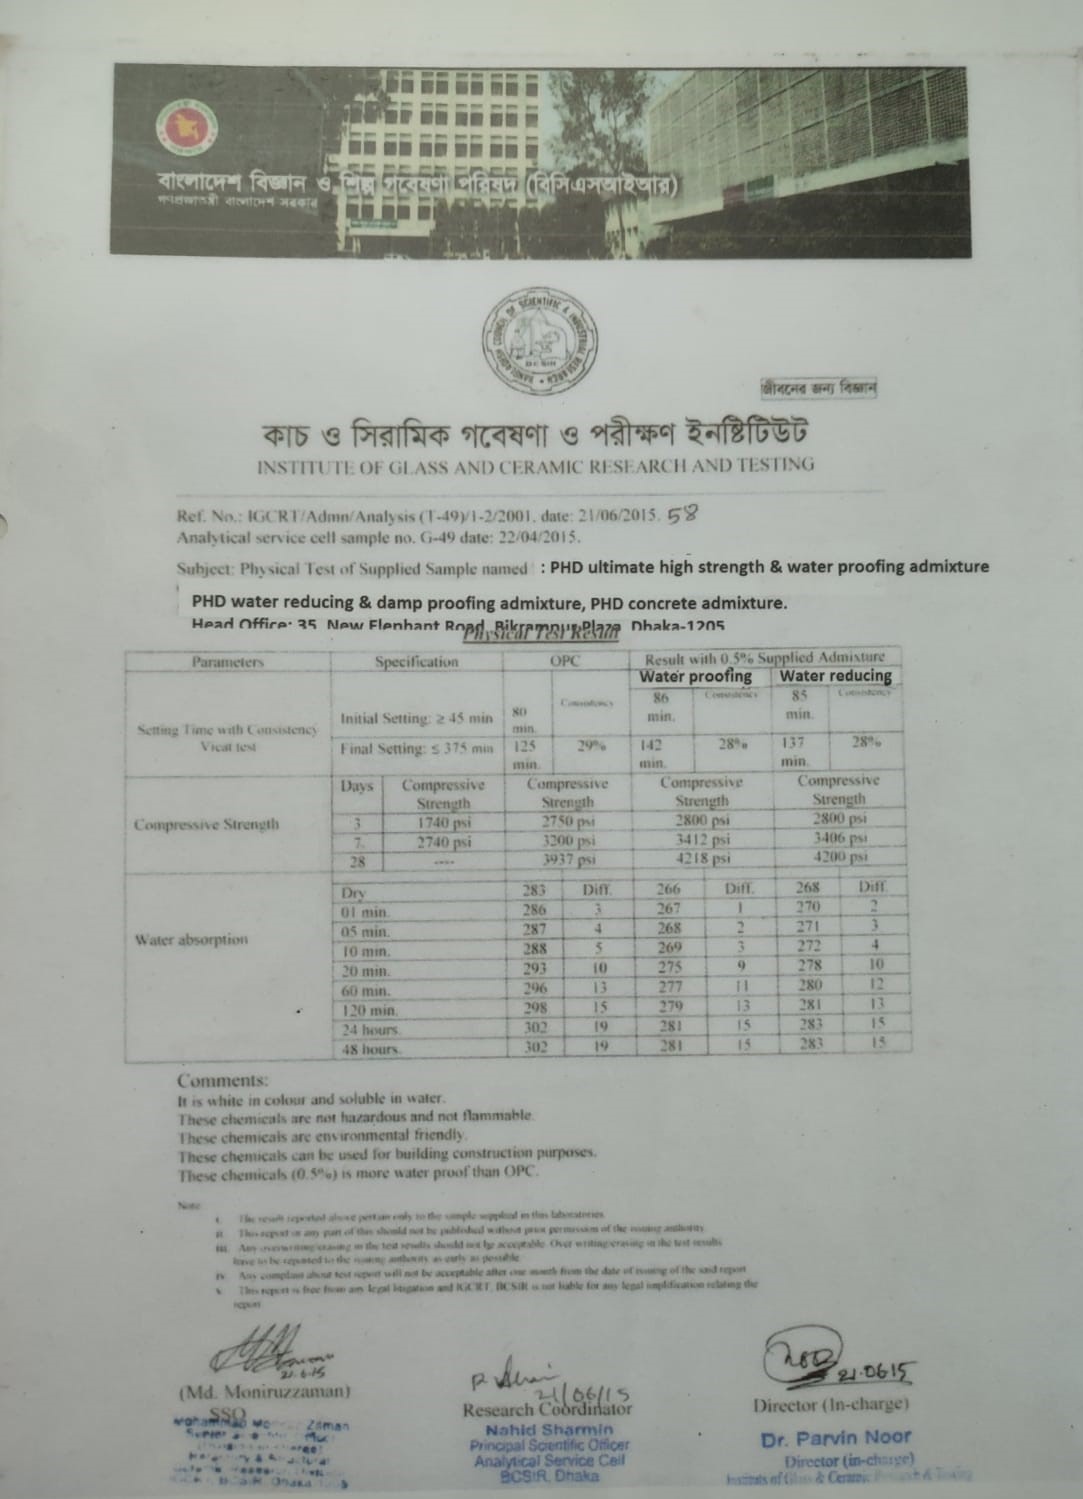 বাংলাদেশ বিজ্ঞান ও শিল্প গবেষণা পরিষদ (বিসিএসআইআর)
গণপ্রজাতন্ত্রী বাংলাদেশ সরকার
BANGLADESH COUNCIL OF SCIENTIFIC & INDUSTRIAL RESEARCH
BCSIR
জীবনের জন্য বিজ্ঞান
কাচ ও সিরামিক গবেষণা ও পরীক্ষণ ইনষ্টিটিউট
INSTITUTE OF GLASS AND CERAMIC RESEARCH AND TESTING
Ref. No.: IGCRT/Admn/Analysis (T-49)/1-2/2001. date: 21/06/2015. 58
Analytical service cell sample no. G-49 date: 22/04/2015.
Subject: Physical Test of Supplied Sample named : PHD ultimate high strength & water proofing admixture
PHD water reducing & damp proofing admixture, PHD concrete admixture.
Head Office: 35, New Elephant Road, Bikrampur Plaza, Dhaka-1205
Physical Test Result
Parameters Specification OPC Result with 0.5% Supplied Admixture
Water proofing Water reducing
Setting Time with Consistency Vicat test
Initial Setting: ≥ 45 min 80 min. Consistency 86 min. Consistency 85 min. Consistency
Final Setting: ≤ 375 min 125 min. 29% 142 min. 28% 137 min. 28%
Compressive Strength
Days Compressive Strength Compressive Strength Compressive Strength Compressive Strength
3 1740 psi 2750 psi 2800 psi 2800 psi
7. 2740 psi 3200 psi 3412 psi 3406 psi
28 ---- 3937 psi 4218 psi 4200 psi
Water absorption
Dry 283 Diff. 266 Diff. 268 Diff.
01 min. 286 3 267 1 270 2
05 min. 287 4 268 2 271 3
10 min. 288 5 269 3 272 4
20 min. 293 10 275 9 278 10
60 min. 296 13 277 11 280 12
120 min. 298 15 279 13 281 13
24 hours. 302 19 281 15 283 15
48 hours. 302 19 281 15 283 15
Comments:
It is white in colour and soluble in water.
These chemicals are not hazardous and not flammable.
These chemicals are environmental friendly.
These chemicals can be used for building construction purposes.
These chemicals (0.5%) is more water proof than OPC.
Note:
i. The result reported above pertain only to the sample supplied in this laboratories.
ii. This report in any part of this should not be published without prior permission of the issuing authority.
iii. Any overwriting/erasing in the test results should not be acceptable. Over writing/erasing in the test results
have to be reported to the issuing authority as early as possible.
iv. Any complain about test report will not be acceptable after one month from the date of issuing of the said report.
v. This report is free from any legal litigation and IGCRT, BCSIR is not liable for any legal implification relating the
report.
21.6.15
(Md. Moniruzzaman)
SSO
21/06/15
Research Coordinator
Nahid Sharmin
Principal Scientific Officer
Analytical Service Cell
BCSIR, Dhaka
21.06.15
Director (In-charge)
Dr. Parvin Noor
Director (in-charge)